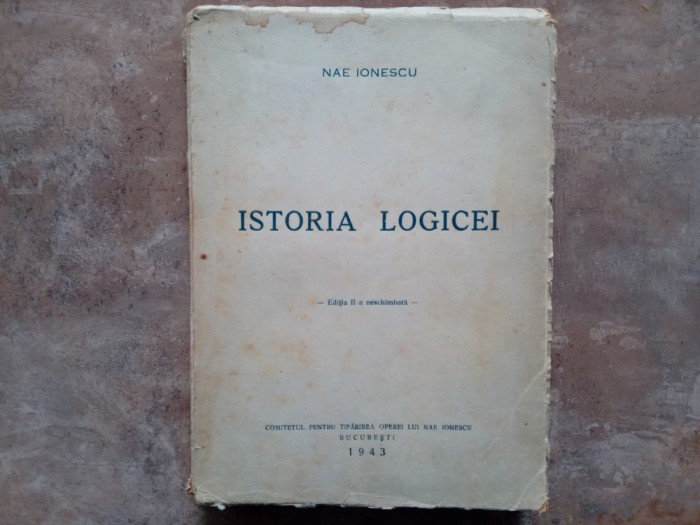 NAE IONESCU
ISTORIA LOGICEI
— Ediția II-a neschimbată —
COMITETUL PENTRU TIPĂRIREA OPEREI LUI NAE IONESCU
BUCUREȘTI
1943